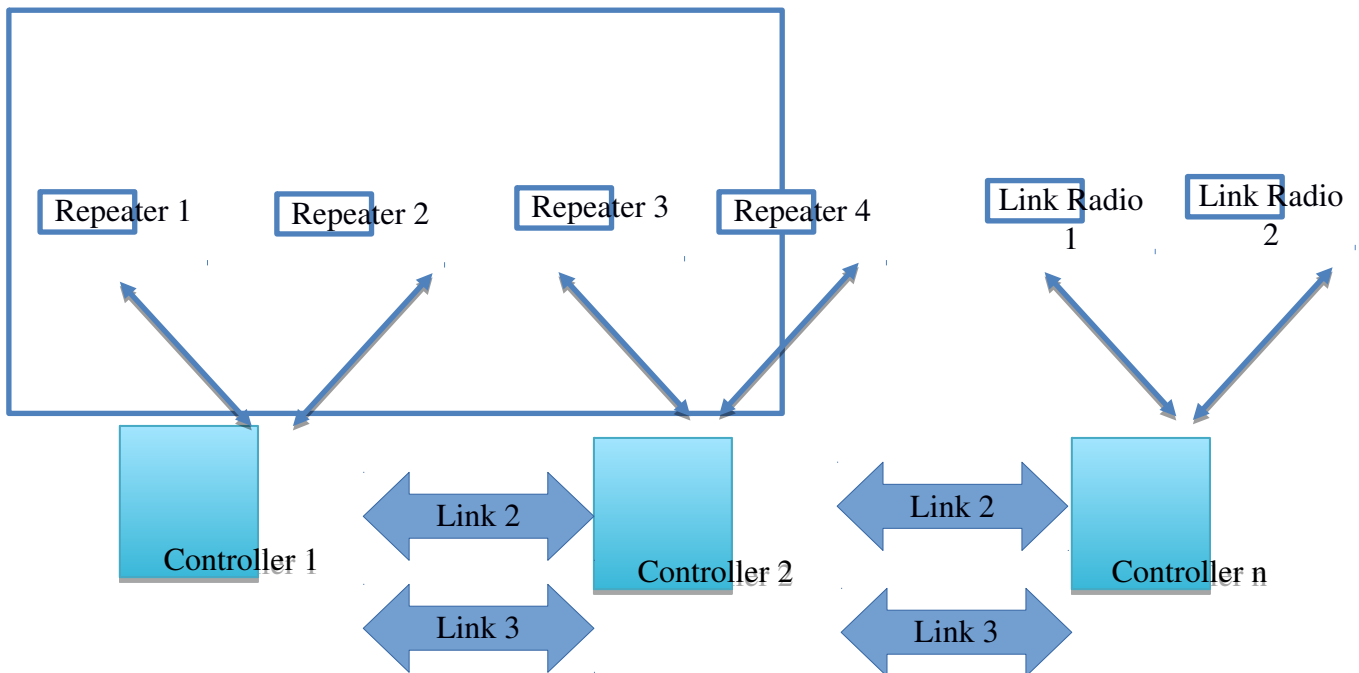 Repeater 1
Repeater 2
Repeater 3
Repeater 4
Link Radio
1
Link Radio
2
Link 2
Link 2
Controller 1
Controller 2
Controller n
Link 3
Link 3